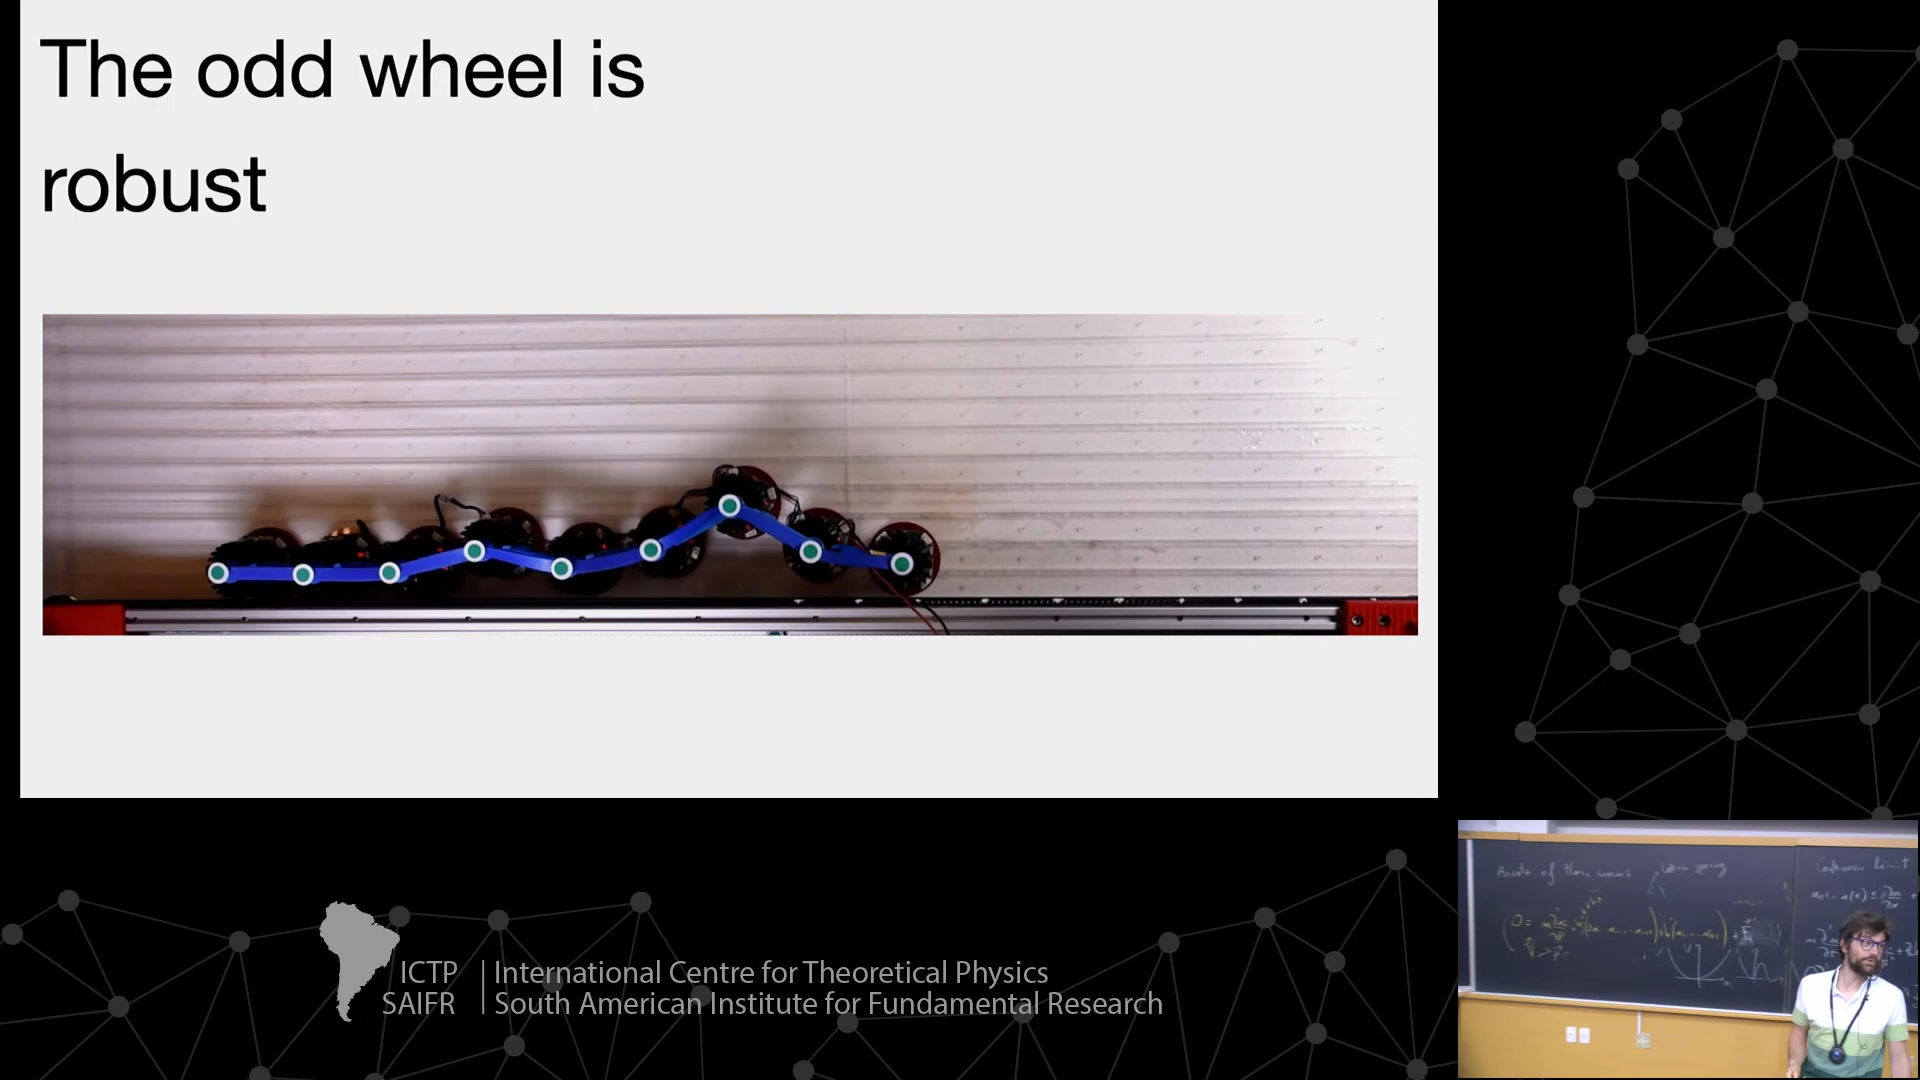 The odd wheel is
robust
ICTP
SAIFR
International Centre for Theoretical Physics
South American Institute for Fundamental Research